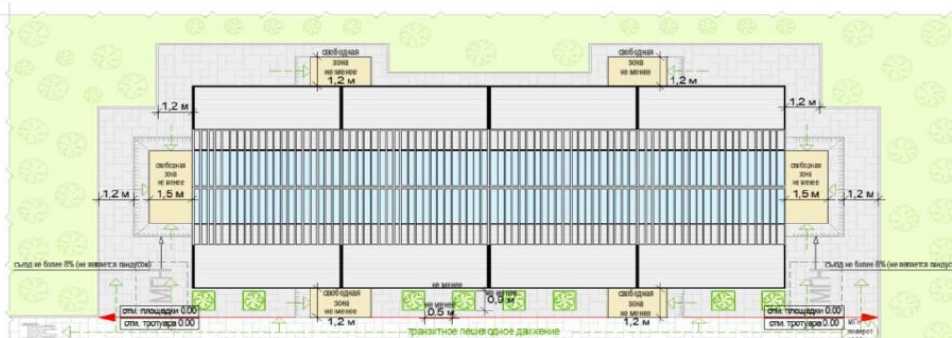 свободная
зона
не менее
1,2 м
свободная
зона
не менее
1,2 м
1,2 м
1,2 м
свободная
зона
не менее
1,5 м
свободная
зона
не менее
1,5 м
1,2 м
1,2 м
съезд не более 8% (не является пандусом)
съезд не более 8% (не является пандус
МГН
МГН
не менее
0,9 м
не менее
0,5 м
свободная
зона
не менее
1,2 м
свободная
зона
не менее
1,2 м
отм. площадки 0.00
отм. тротуара 0.00
отм. площадки 0.00
отм. тротуара 0.00
транзитное пешеходное движение
поворот